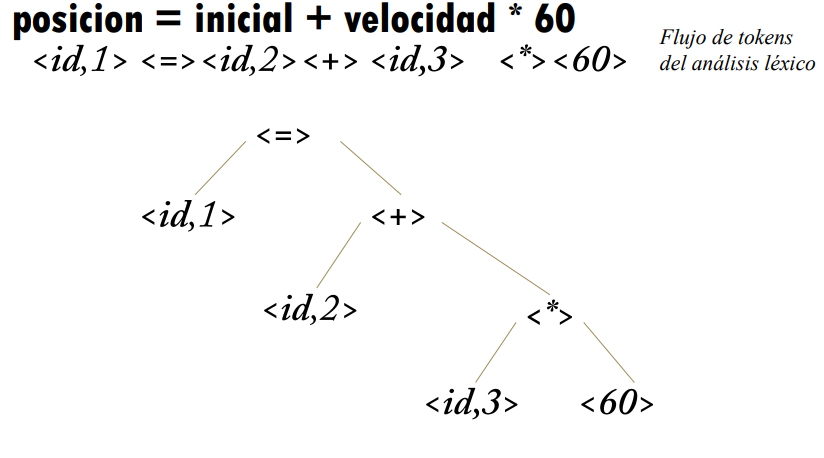 posicion = inicial + velocidad * 60
<id,1> <=> <id,2> <+> <id,3> <*> <60>
Flujo de tokens
del análisis léxico
<=>
<id,1> <+>
<id,2> <*>
<id,3> <60>